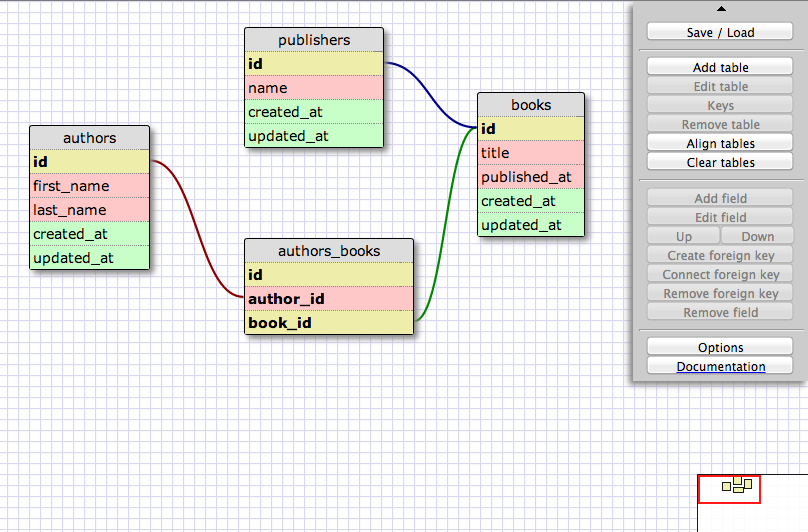 publishers
id
name
created_at
updated_at
books
id
title
published_at
created_at
updated_at
authors
id
first_name
last_name
created_at
updated_at
authors_books
id
author_id
book_id
Save / Load
Add table
Edit table
Keys
Remove table
Align tables
Clear tables
Add field
Edit field
Up Down
Create foreign key
Connect foreign key
Remove foreign key
Remove field
Options
Documentation